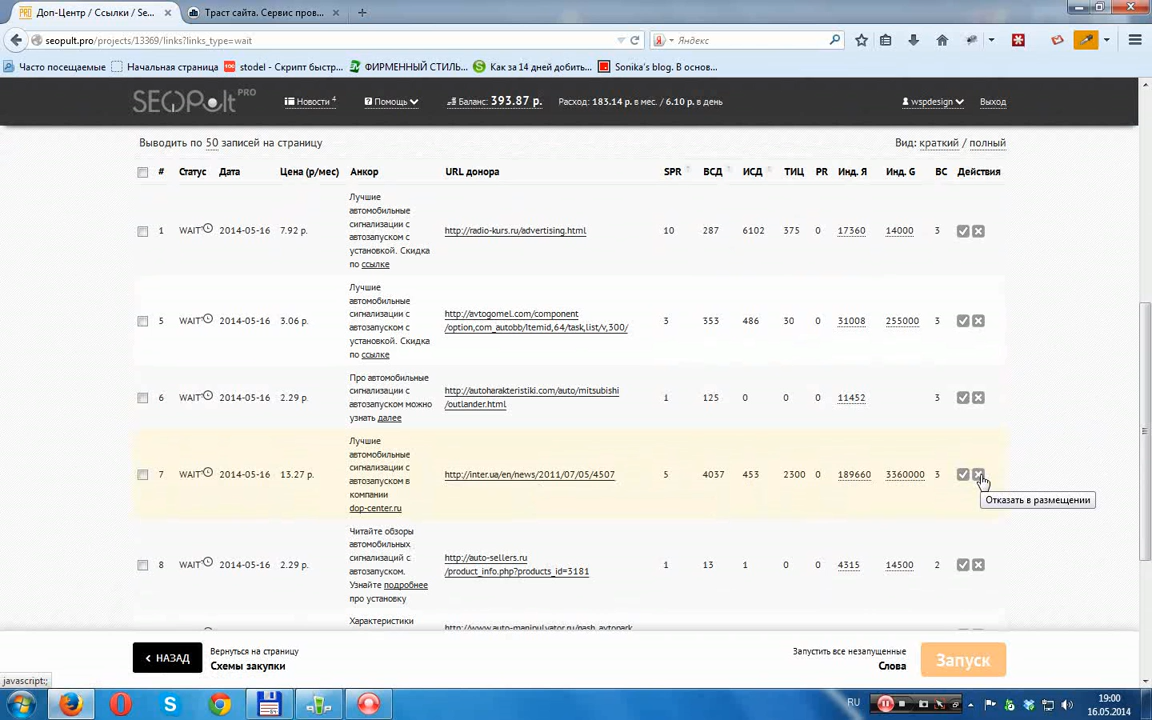 Доп-Центр / Ссылки / Se...
Траст сайта. Сервис пров...
seopult.pro/projects/13369/links?links_type=wait
Яндекс
Часто посещаемые
Начальная страница
stodel - Скрипт быстр...
ФИРМЕННЫЙ СТИЛЬ...
Как за 14 дней добить...
Sonika's blog. В основ...
SEOPult PRO
Новости 4
Помощь
Баланс: 393.87 р.
Расход: 183.14 р. в мес. / 6.10 р. в день
wspdesign
Выход
Выводить по 50 записей на страницу
Вид: краткий / полный
# Статус Дата Цена (р/мес) Анкор URL донора SPR ВСД ИСД ТИЦ PR Инд. Я Инд. G ВС Действия
Лучшие
автомобильные
сигнализации с
1 WAIT 2014-05-16 7.92 р. автозапуском с http://radio-kurs.ru/advertising.html 10 287 6102 375 0 17360 14000 3
установкой. Скидка
по ссылке
Лучшие
автомобильные
сигнализации с http://avtogomel.com/component
5 WAIT 2014-05-16 3.06 р. автозапуском с /option,com_autobb/Itemid,64/task,list/v,300/ 3 353 486 30 0 31008 255000 3
установкой. Скидка
по ссылке
Про автомобильные
сигнализации с http://autoharakteristiki.com/auto/mitsubishi
6 WAIT 2014-05-16 2.29 р. автозапуском можно /outlander.html 1 125 0 0 0 11452 3
узнать далее
Лучшие
автомобильные
сигнализации с
7 WAIT 2014-05-16 13.27 р. автозапуском в http://inter.ua/en/news/2011/07/05/4507 5 4037 453 2300 0 189660 3360000 3
компании
dop-center.ru
Отказать в размещении
Читайте обзоры
автомобильных
сигнализаций с http://auto-sellers.ru
8 WAIT 2014-05-16 2.29 р. автозапуском. /product_info.php?products_id=3181 1 13 1 0 0 4315 14500 2
Узнайте подробнее
про установку
Характеристики
НАЗАД
Вернуться на страницу
Схемы закупки
Запустить все незапущенные
Слова
Запуск
javascript:;
RU
19:00
16.05.2014